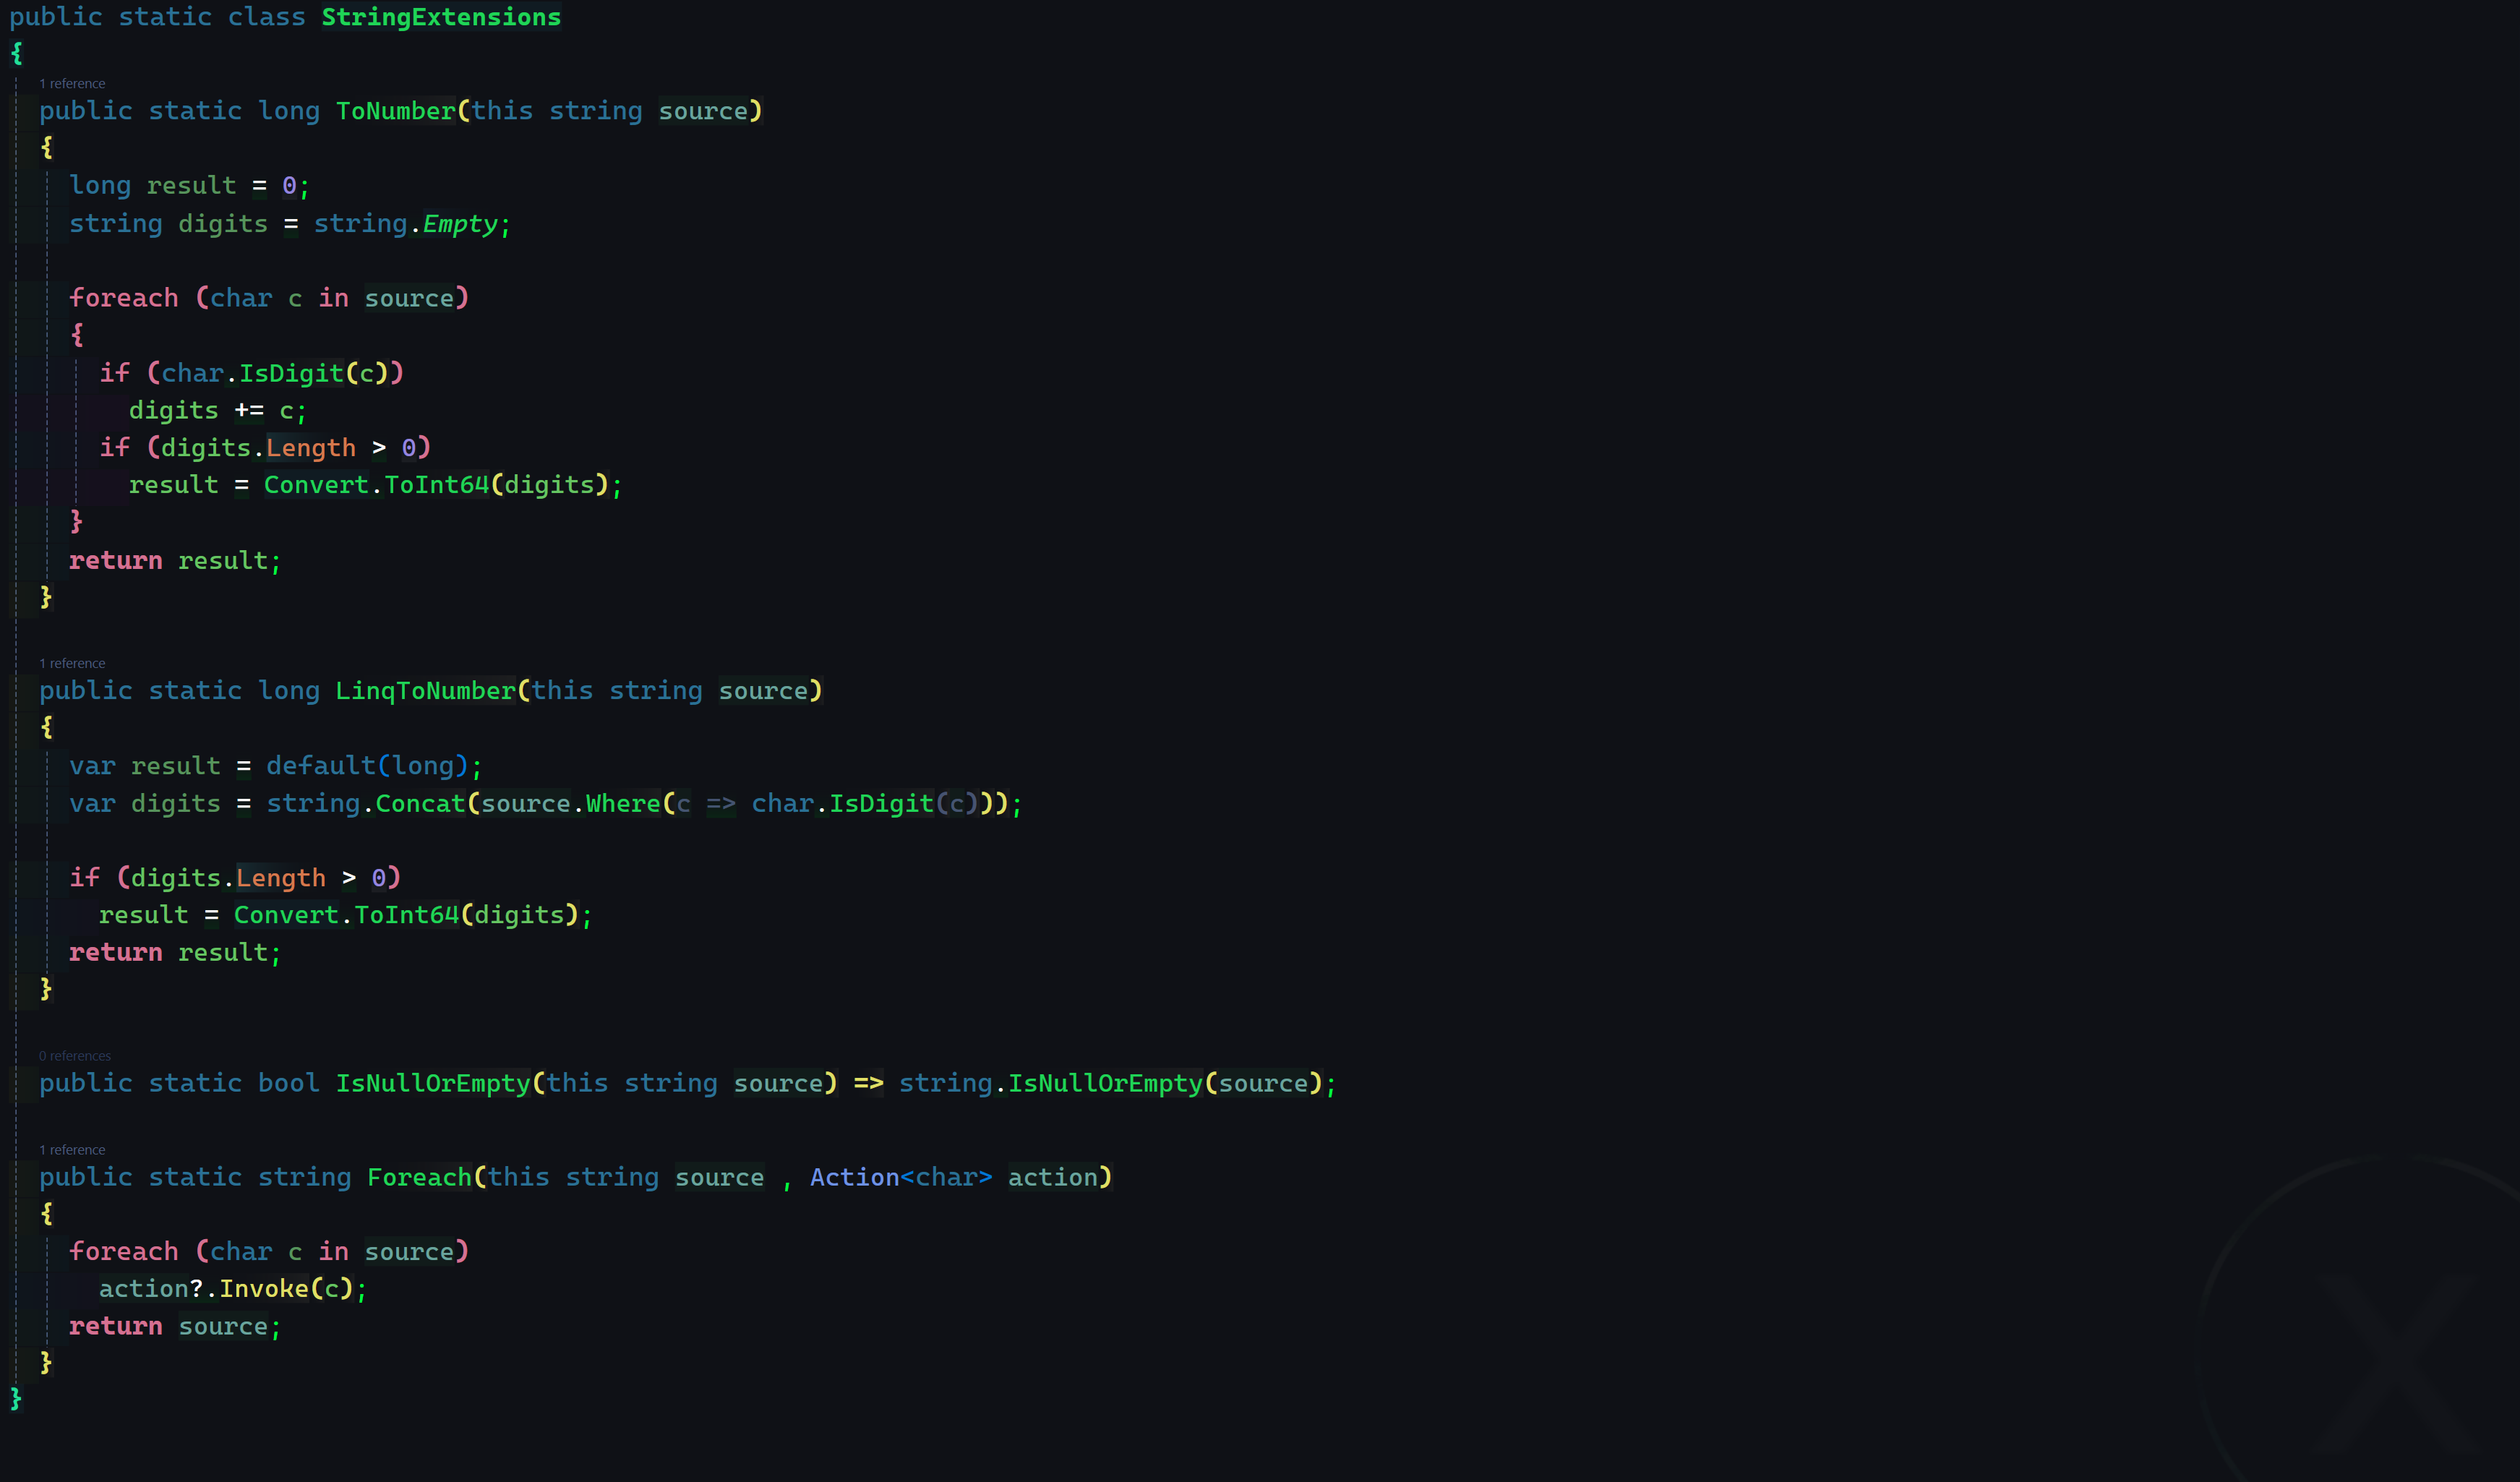 public static class StringExtensions
{
1 reference
public static long ToNumber(this string source)
{
long result = 0;
string digits = string.Empty;
foreach (char c in source)
{
if (char.IsDigit(c))
digits += c;
if (digits.Length > 0)
result = Convert.ToInt64(digits);
}
return result;
}
1 reference
public static long LinqToNumber(this string source)
{
var result = default(long);
var digits = string.Concat(source.Where(c => char.IsDigit(c)));
if (digits.Length > 0)
result = Convert.ToInt64(digits);
return result;
}
0 references
public static bool IsNullOrEmpty(this string source) => string.IsNullOrEmpty(source);
1 reference
public static string Foreach(this string source , Action<char> action)
{
foreach (char c in source)
action?.Invoke(c);
return source;
}
}
X